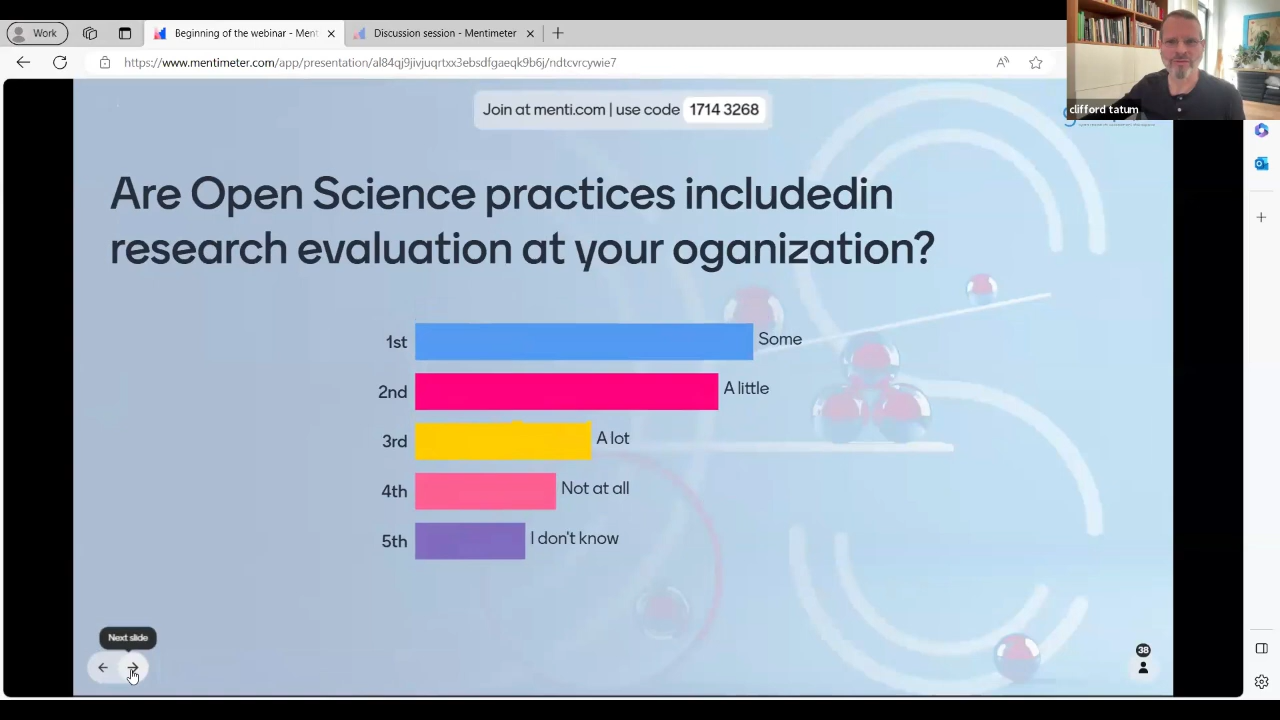 Work
Beginning of the webinar - Ment
Discussion session - Mentimeter
https://www.mentimeter.com/app/presentation/al84qj9jivjuqrtxx3ebadfgaeqk9b6j/ndtcvrcywie7
clifford tatum
Join at menti.com | use code 1714 3268
Are Open Science practices includedin
research evaluation at your oganization?
1st Some
2nd A little
3rd A lot
4th Not at all
5th I don't know
Next slide
38